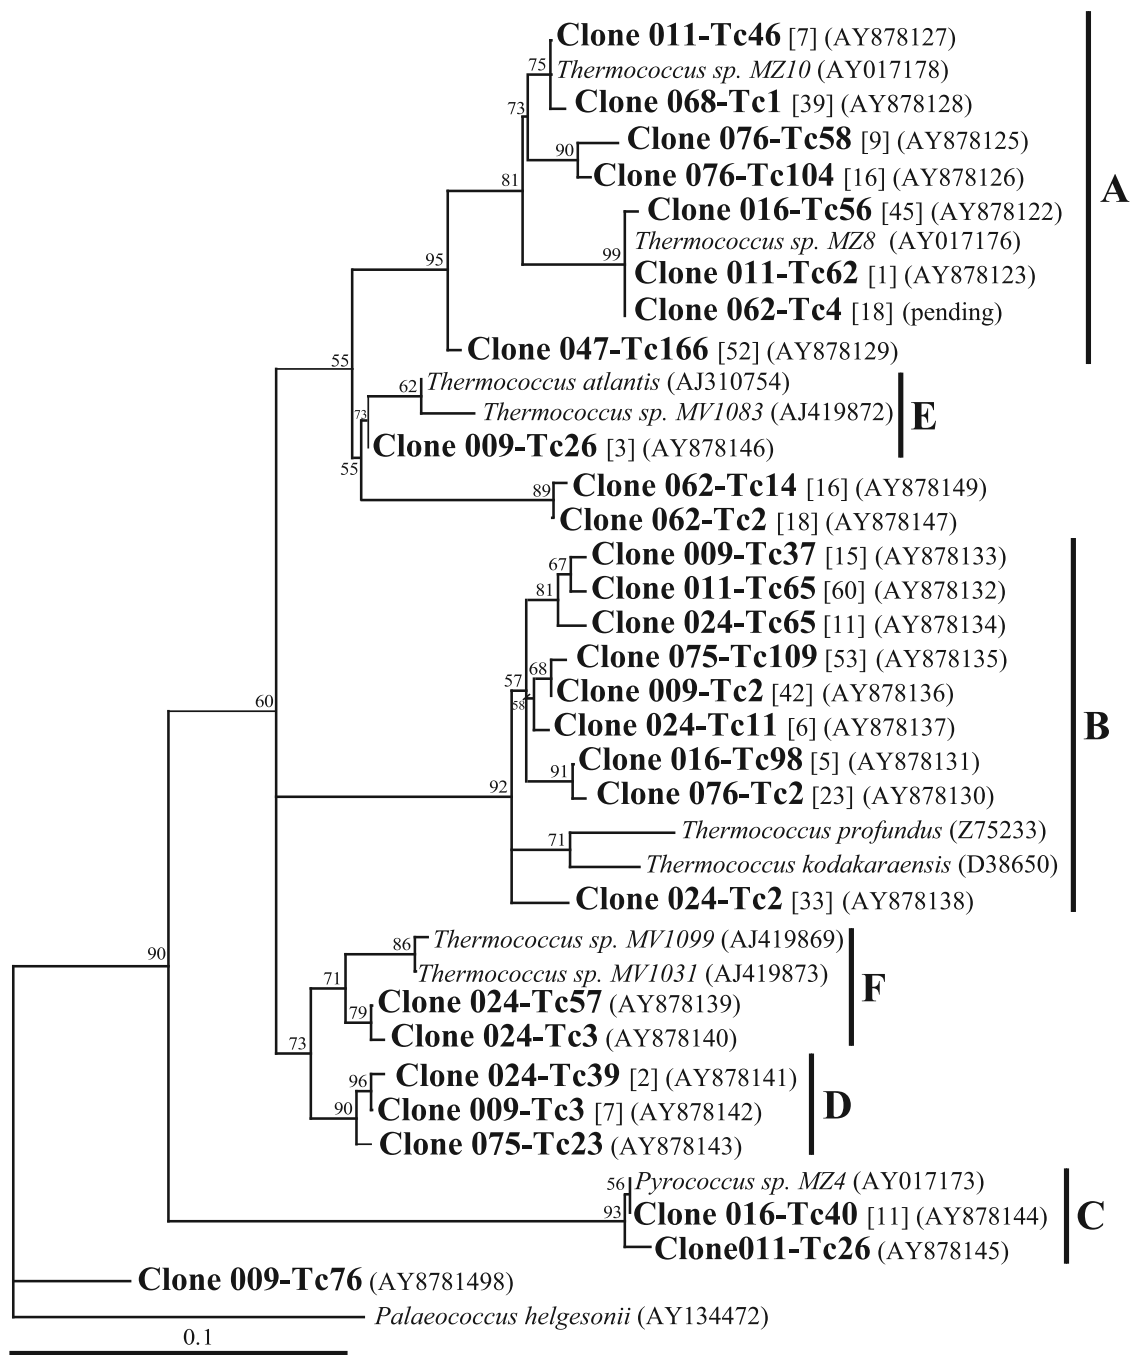 Clone 011-Tc46 [7] (AY878127)
75
Thermococcus sp. MZ10 (AY017178)
Clone 068-Tc1 [39] (AY878128)
73
Clone 076-Tc58 [9] (AY878125)
90
Clone 076-Tc104 [16] (AY878126)
81
A
Clone 016-Tc56 [45] (AY878122)
Thermococcus sp. MZ8 (AY017176)
99
95
Clone 011-Tc62 [1] (AY878123)
Clone 062-Tc4 [18] (pending)
Clone 047-Tc166 [52] (AY878129)
55
Thermococcus atlantis (AJ310754)
62
Thermococcus sp. MV1083 (AJ419872)
E
73
Clone 009-Tc26 [3] (AY878146)
55
Clone 062-Tc14 [16] (AY878149)
89
Clone 062-Tc2 [18] (AY878147)
Clone 009-Tc37 [15] (AY878133)
67
Clone 011-Tc65 [60] (AY878132)
81
Clone 024-Tc65 [11] (AY878134)
Clone 075-Tc109 [53] (AY878135)
68
57
Clone 009-Tc2 [42] (AY878136)
60
58
Clone 024-Tc11 [6] (AY878137)
B
Clone 016-Tc98 [5] (AY878131)
91
92
Clone 076-Tc2 [23] (AY878130)
Thermococcus profundus (Z75233)
71
Thermococcus kodakaraensis (D38650)
Clone 024-Tc2 [33] (AY878138)
Thermococcus sp. MV1099 (AJ419869)
86
90
Thermococcus sp. MV1031 (AJ419873)
71
F
Clone 024-Tc57 (AY878139)
79
Clone 024-Tc3 (AY878140)
73
Clone 024-Tc39 [2] (AY878141)
96
D
Clone 009-Tc3 [7] (AY878142)
90
Clone 075-Tc23 (AY878143)
Pyrococcus sp. MZ4 (AY017173)
56
Clone 016-Tc40 [11] (AY878144)
93
C
Clone011-Tc26 (AY878145)
Clone 009-Tc76 (AY8781498)
Palaeococcus helgesonii (AY134472)
0.1